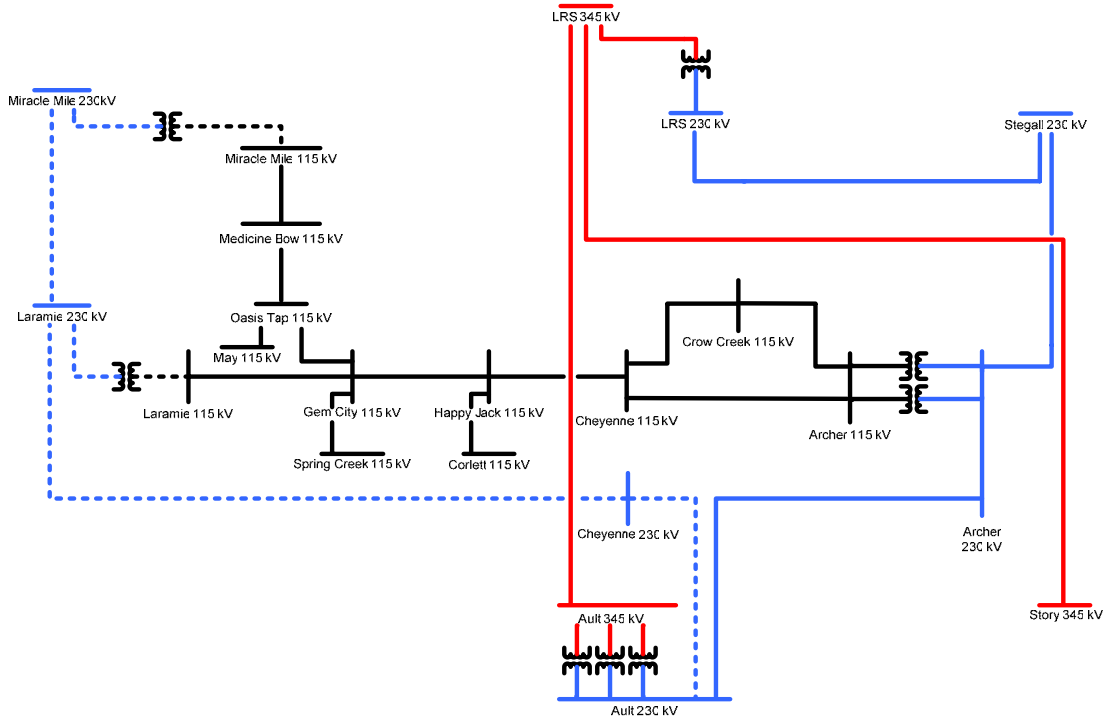 LRS 345 kV
Miracle Mile 230kV
LRS 230 kV
Stegall 230 kV
Miracle Mile 115 kV
Medicine Bow 115 kV
Laramie 230 kV
Oasis Tap 115 kV
May 115 kV
Crow Creek 115 kV
Laramie 115 kV
Gem City 115 kV
Happy Jack 115 kV
Cheyenne 115 kV
Archer 115 kV
Spring Creek 115 kV
Corlett 115 kV
Cheyenne 230 kV
Archer
230 kV
Ault 345 kV
Story 345 kV
Ault 230 kV